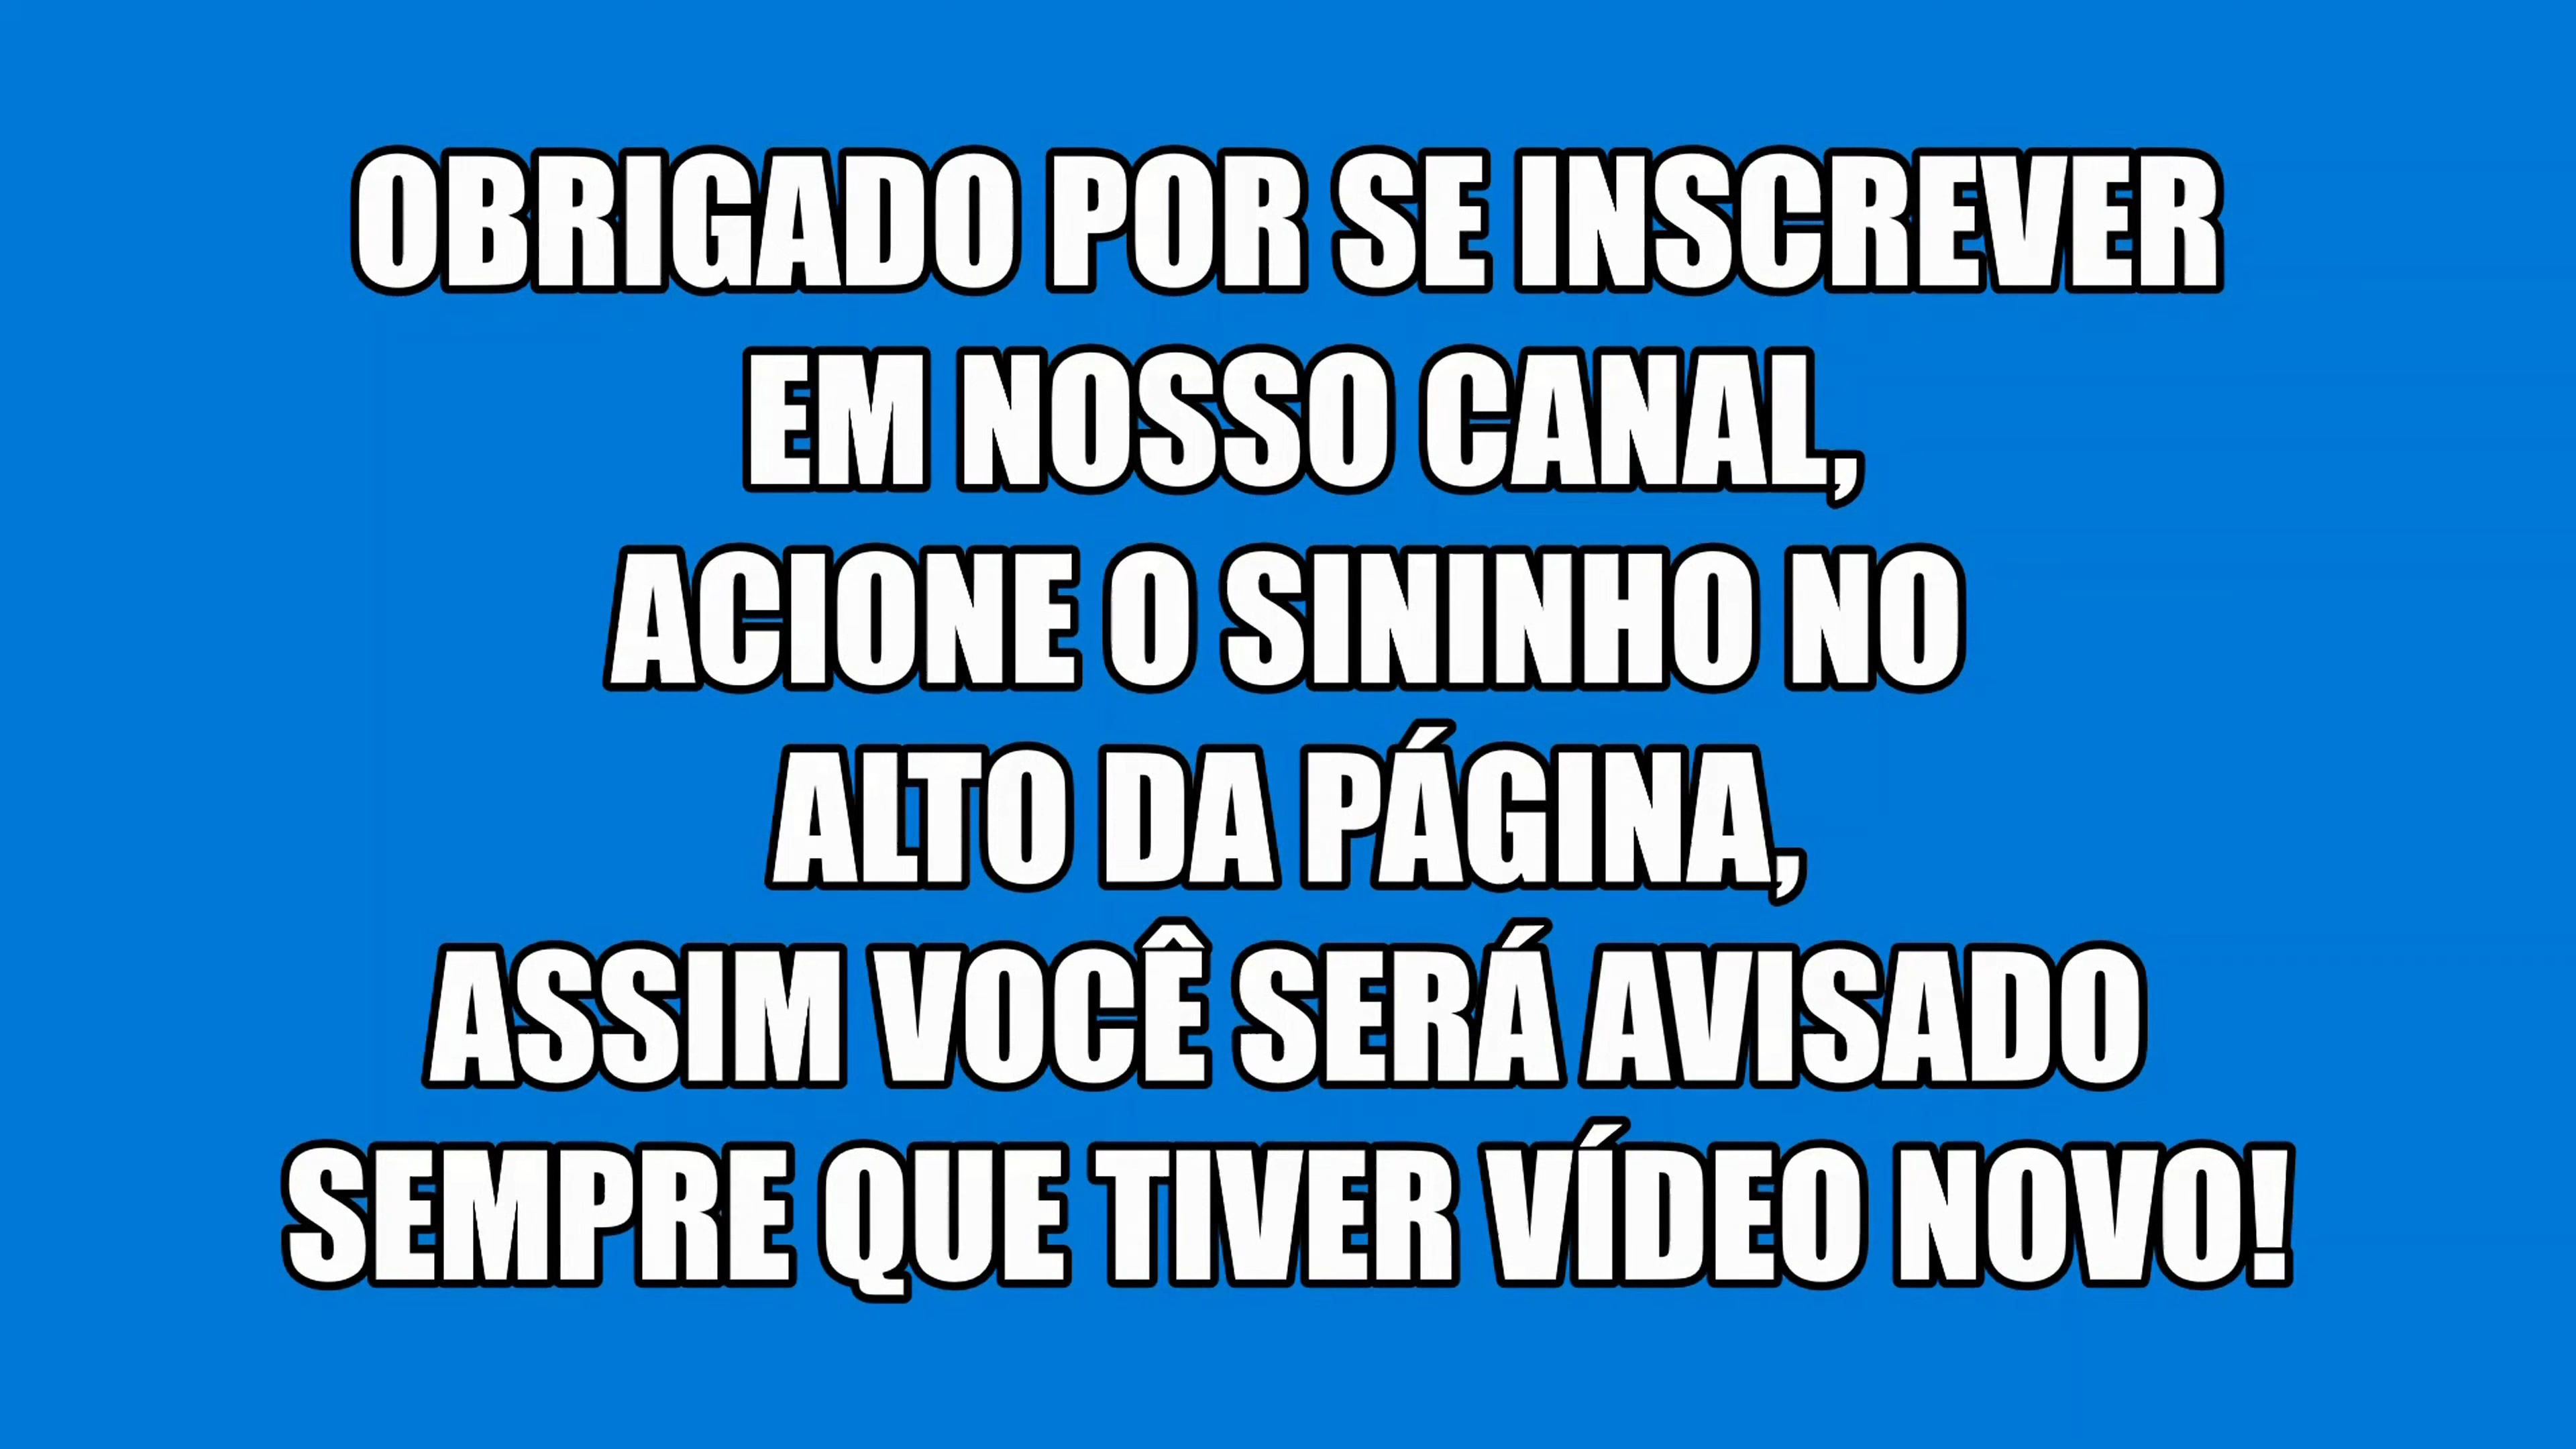 OBRIGADO POR SE INSCREVER
EM NOSSO CANAL,
ACIONE O SININHO NO
ALTO DA PÁGINA,
ASSIM VOCÊ SERÁ AVISADO
SEMPRE QUE TIVER VÍDEO NOVO!